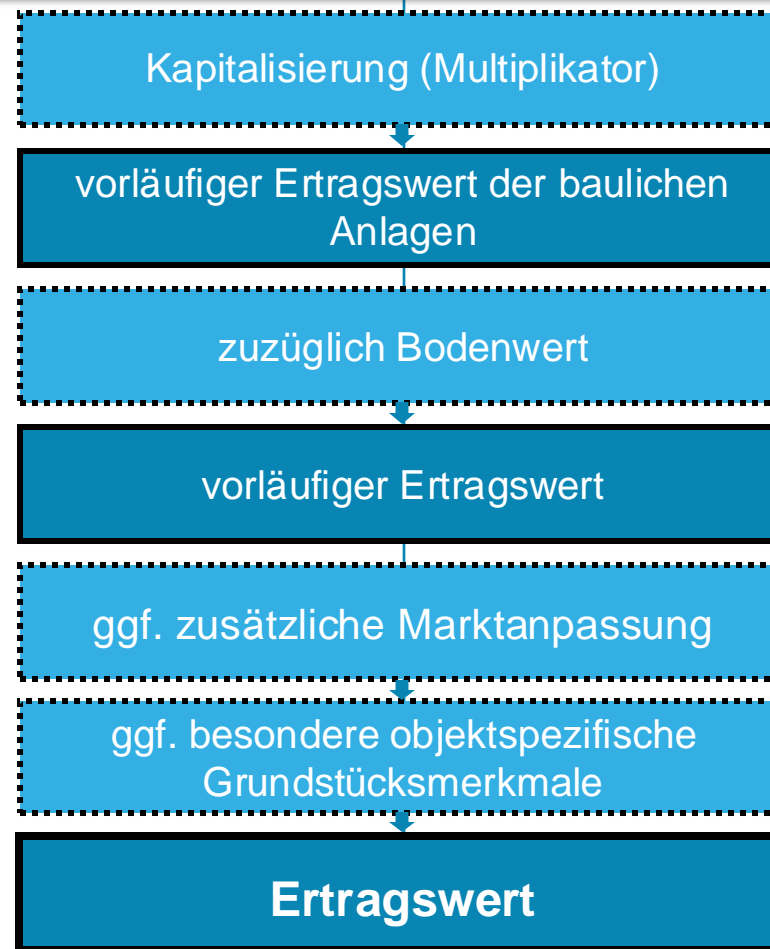 Kapitalisierung (Multiplikator)
vorläufiger Ertragswert der baulichen
Anlagen
zuzüglich Bodenwert
vorläufiger Ertragswert
ggf. zusätzliche Marktanpassung
ggf. besondere objektspezifische
Grundstücksmerkmale
Ertragswert